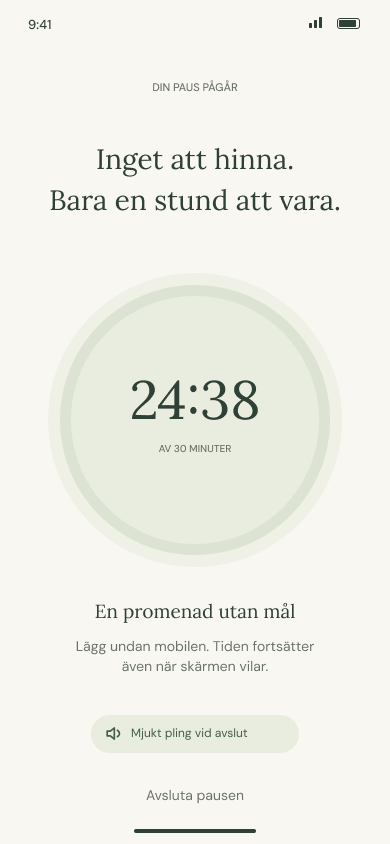 9:41
DIN PAUS PÅGÅR
Inget att hinna.
Bara en stund att vara.
24:38
AV 30 MINUTER
En promenad utan mål
Lägg undan mobilen. Tiden fortsätter
även när skärmen vilar.
Mjukt pling vid avslut
Avsluta pausen